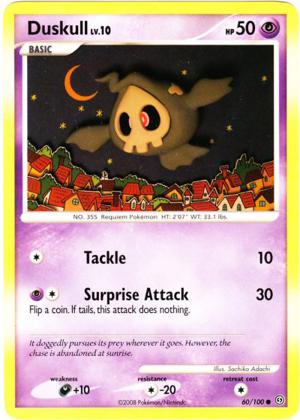 Duskull LV.10
HP 50
BASIC
NO. 355 Requiem Pokémon HT: 2'07" WT: 33.1 lbs.
Tackle 10
Surprise Attack 30
Flip a coin. If tails, this attack does nothing.
It doggedly pursues its prey wherever it goes. However, the
chase is abandoned at sunrise.
Illus. Sachiko Adachi
weakness resistance retreat cost
+10 -20
©2008 Pokémon/Nintendo 60/100